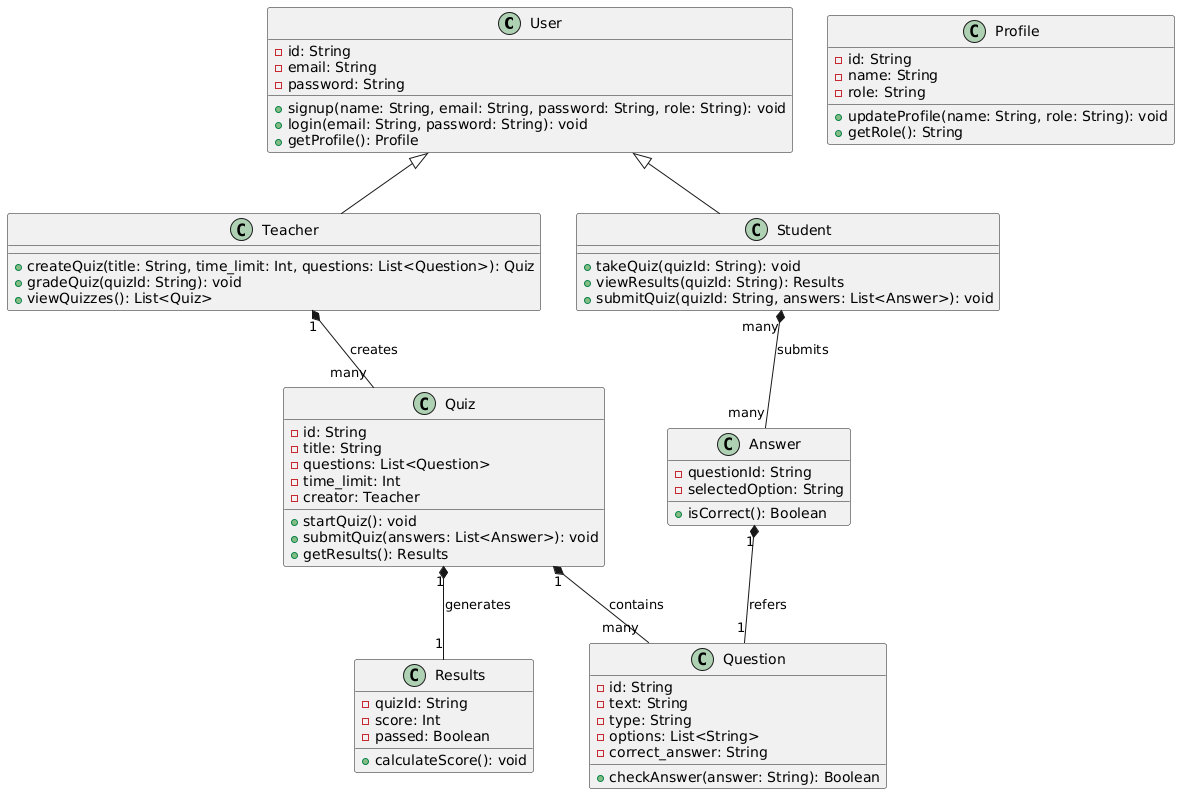 C User
id: String
email: String
password: String
signup(name: String, email: String, password: String, role: String): void
login(email: String, password: String): void
getProfile(): Profile
C Profile
id: String
name: String
role: String
updateProfile(name: String, role: String): void
getRole(): String
C Teacher
createQuiz(title: String, time_limit: Int, questions: List<Question>): Quiz
gradeQuiz(quizId: String): void
viewQuizzes(): List<Quiz>
C Student
takeQuiz(quizId: String): void
viewResults(quizId: String): Results
submitQuiz(quizId: String, answers: List<Answer>): void
1
creates
many
many
submits
many
C Quiz
id: String
title: String
questions: List<Question>
time_limit: Int
creator: Teacher
startQuiz(): void
submitQuiz(answers: List<Answer>): void
getResults(): Results
C Answer
questionId: String
selectedOption: String
isCorrect(): Boolean
1
generates
1
1
contains
many
1
refers
1
C Results
quizId: String
score: Int
passed: Boolean
calculateScore(): void
C Question
id: String
text: String
type: String
options: List<String>
correct_answer: String
checkAnswer(answer: String): Boolean